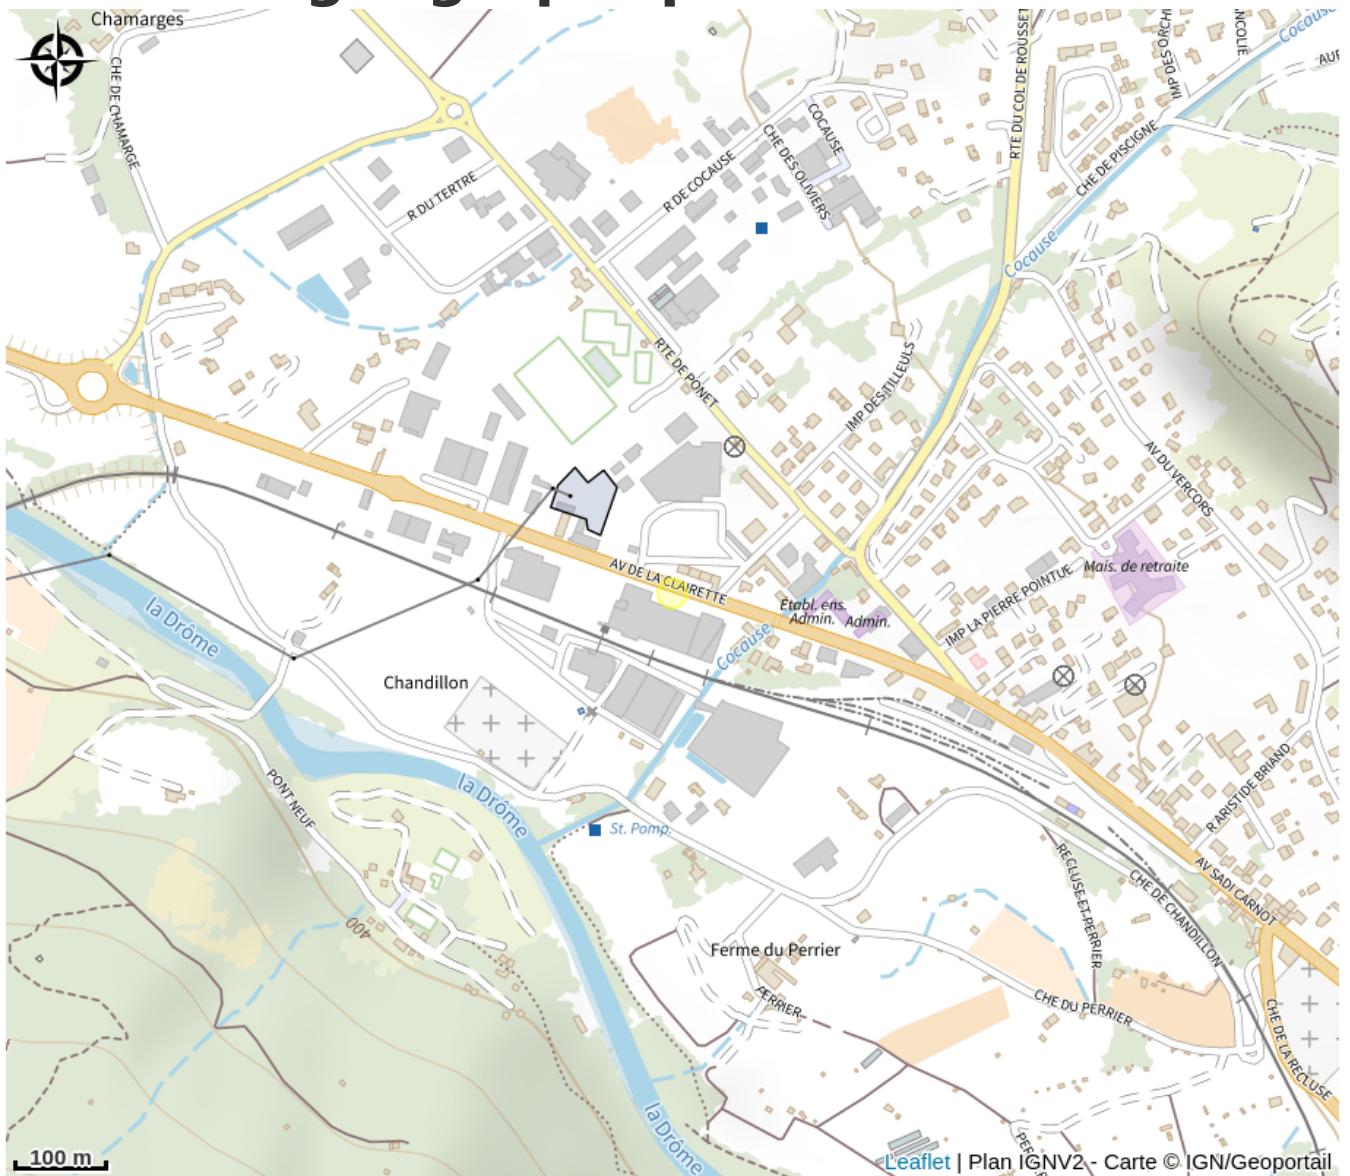 Chamarges
CHE DE CHAMARGE
R DU TERTRE
R DE COCAUSE
CHE DES OLIVIERS
COCAUSE
RTE DU COL DE ROUSSET
IMP DES ORCH
ANCOLIE
Cocause
AUR
CHE DE PISCIGNE
Cocause
RTE DE PONET
IMP DES TILLEULS
AV DU VERCORS
AV DE LA CLAIRETTE
Mais. de retraite
IMP LA PIERRE POINTUE
Établ. ens.
Admin.
Admin.
la Drôme
Cocause
Chandillon
PONT NEUF
la Drôme
St. Pomp.
R ARISTIDE BRIAND
RECLUSE ET PERRIER
AV SADI CARNOT
CHE DE CHANDILLON
400
Ferme du Perrier
PERRIER
CHE DU PERRIER
CHE DE LA RECLUSE
la Drôme
100 m
Leaflet | Plan IGNV2 - Carte © IGN/Geoportail